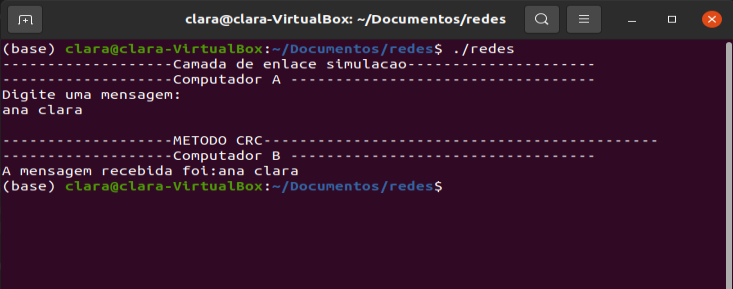 clara@clara-VirtualBox: ~/Documentos/redes
(base) clara@clara-VirtualBox:~/Documentos/redes$ ./redes
-------------------Camada de enlace simulacao---------------------
-------------------Computador A ----------------------------------
Digite uma mensagem:
ana clara
-------------------METODO CRC--------------------------------------------
-------------------Computador B ----------------------------------
A mensagem recebida foi:ana clara
(base) clara@clara-VirtualBox:~/Documentos/redes$